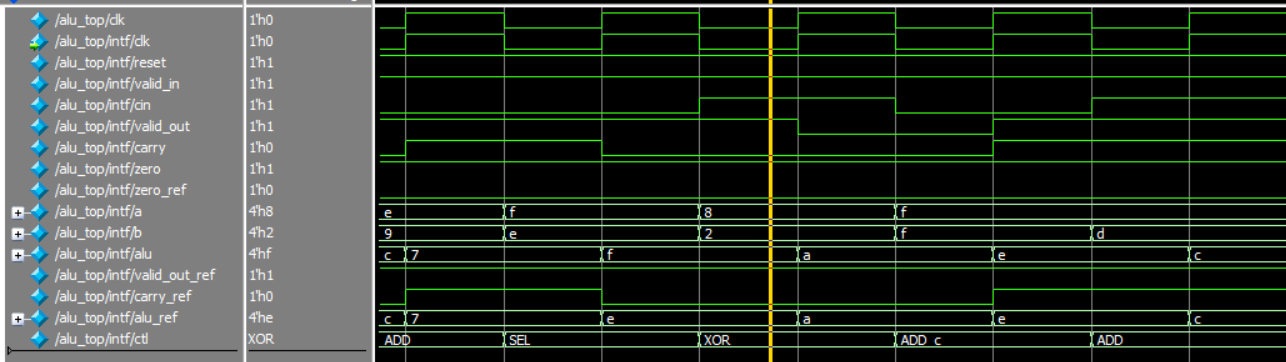 /alu_top/clk 1'h0
/alu_top/intf/clk 1'h0
/alu_top/intf/reset 1'h1
/alu_top/intf/valid_in 1'h1
/alu_top/intf/cin 1'h1
/alu_top/intf/valid_out 1'h1
/alu_top/intf/carry 1'h0
/alu_top/intf/zero 1'h1
/alu_top/intf/zero_ref 1'h0
/alu_top/intf/a 4'h8 e f 8 f
/alu_top/intf/b 4'h2 9 e 2 f d
/alu_top/intf/alu 4'hf c 7 f a e c
/alu_top/intf/valid_out_ref 1'h1
/alu_top/intf/carry_ref 1'h0
/alu_top/intf/alu_ref 4'he c 7 e a e c
/alu_top/intf/ctl XOR ADD SEL XOR ADD_c ADD